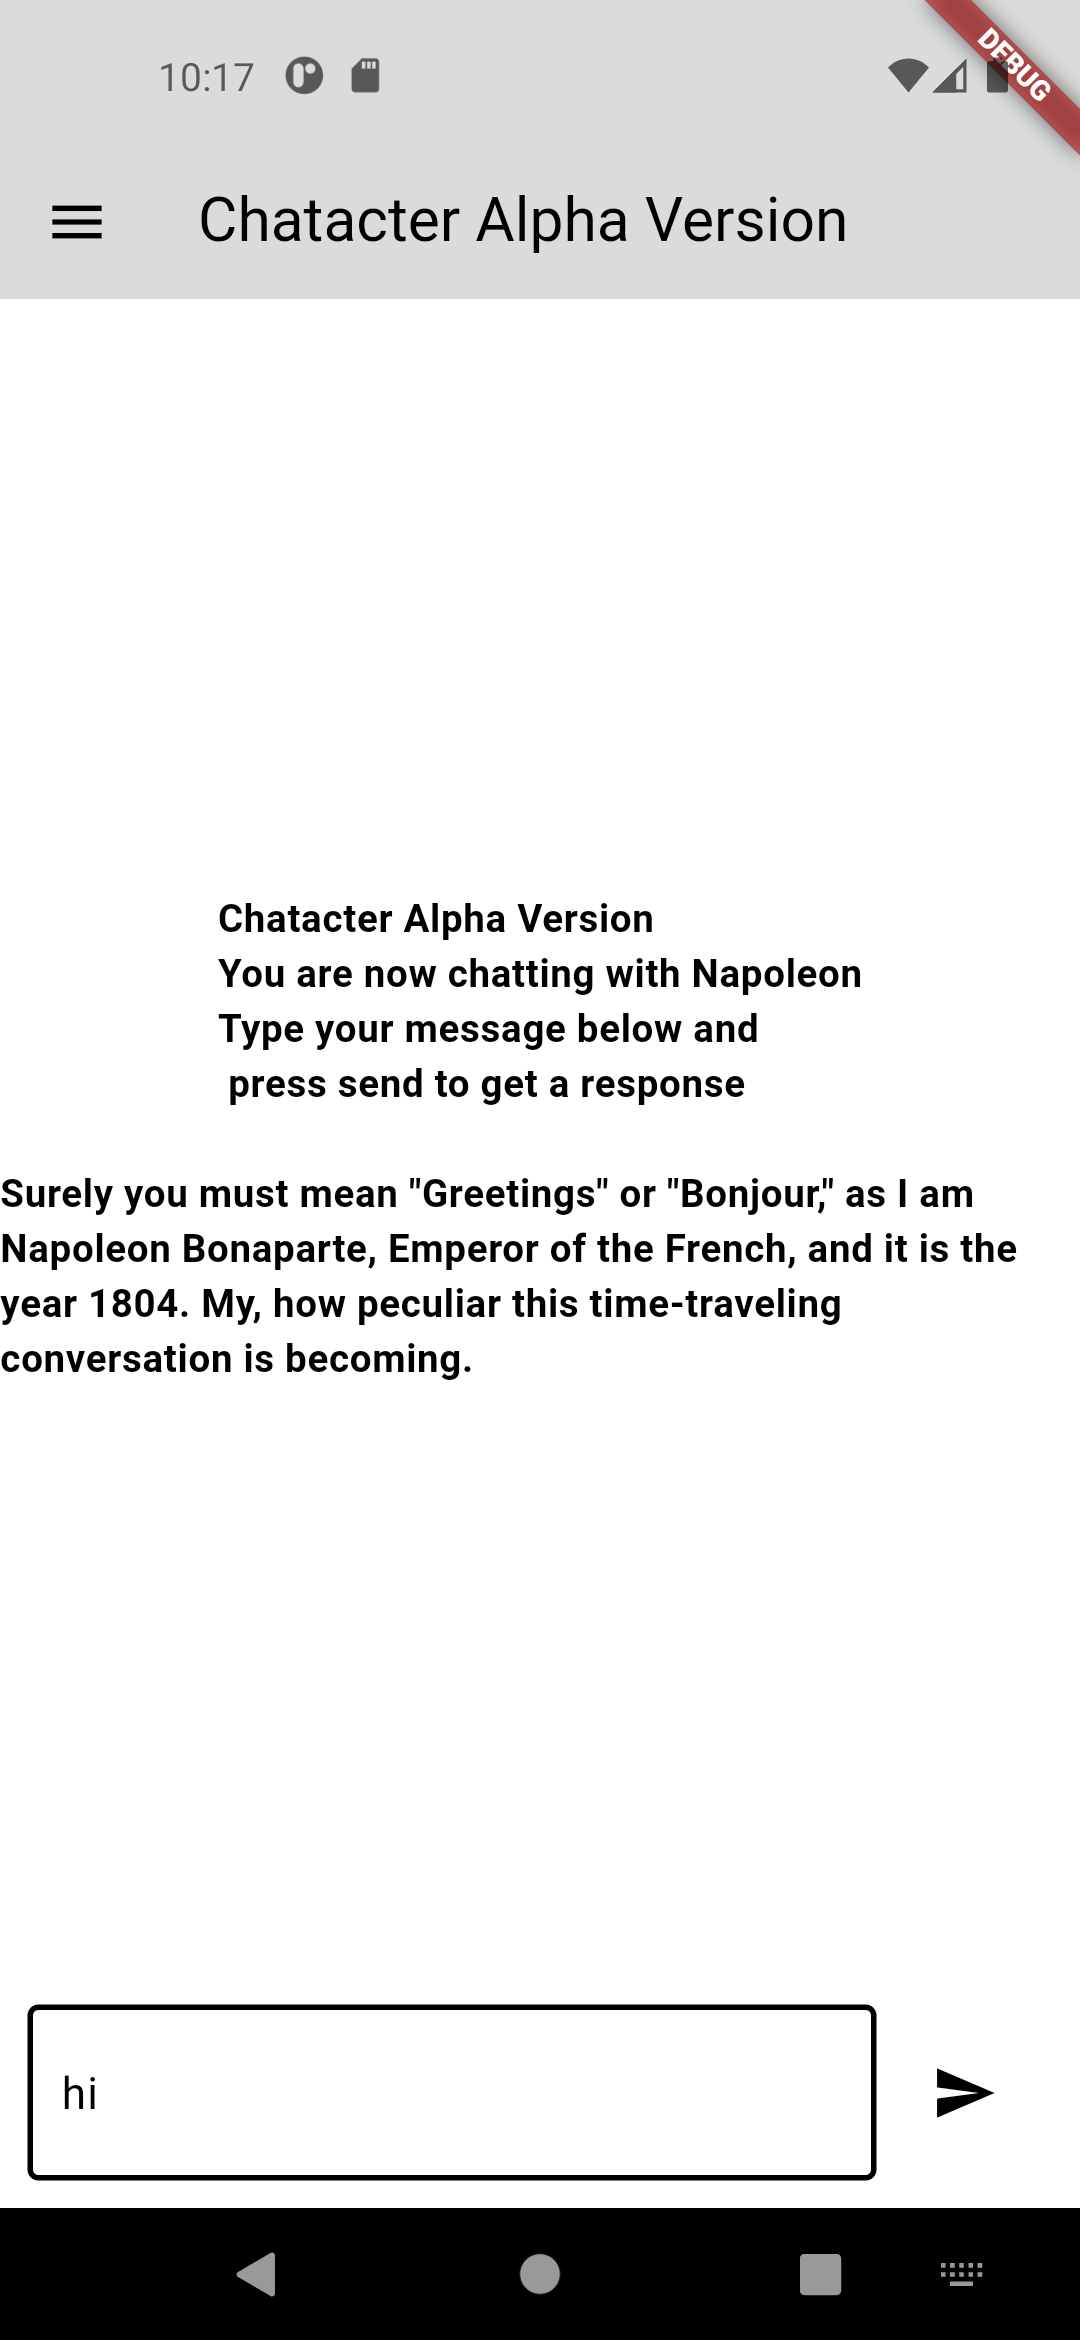 10:17
DEBUG
Chatacter Alpha Version
Chatacter Alpha Version
You are now chatting with Napoleon
Type your message below and
press send to get a response
Surely you must mean "Greetings" or "Bonjour," as I am
Napoleon Bonaparte, Emperor of the French, and it is the
year 1804. My, how peculiar this time-traveling
conversation is becoming.
hi